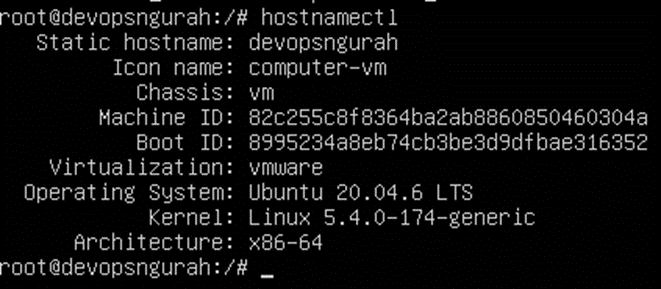 root@devopsngurah:/# hostnamectl
Static hostname: devopsngurah
Icon name: computer-vm
Chassis: vm
Machine ID: 82c255c8f8364ba2ab8860850460304a
Boot ID: 8995234a8eb74cb3be3d9dfbae316352
Virtualization: vmware
Operating System: Ubuntu 20.04.6 LTS
Kernel: Linux 5.4.0-174-generic
Architecture: x86-64
root@devopsngurah:/# _